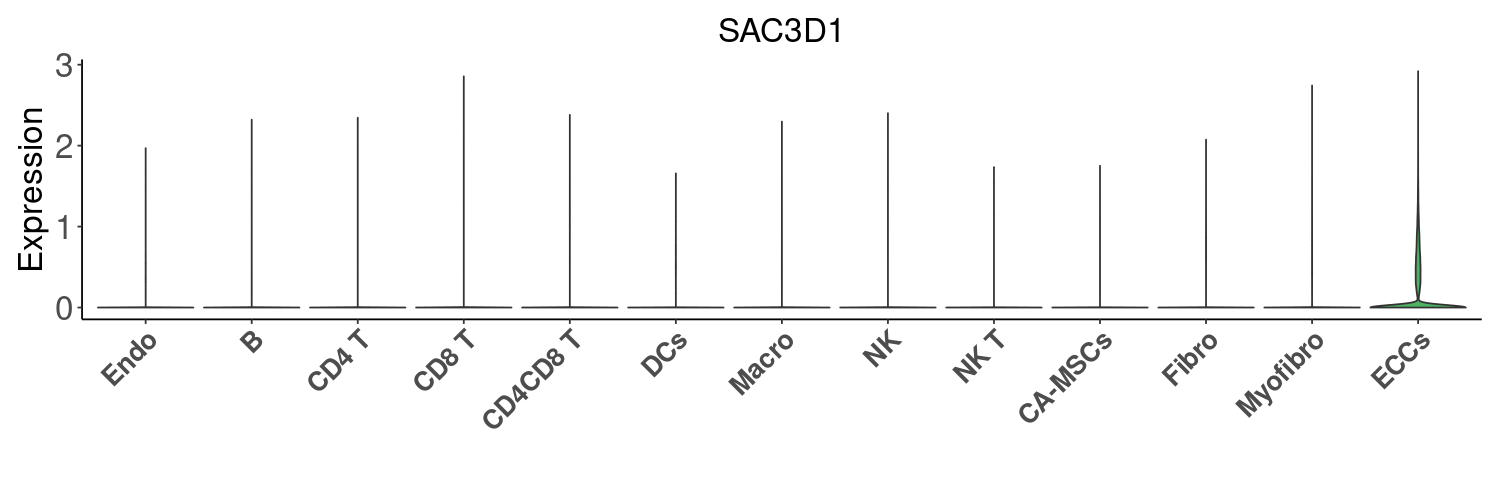 SAC3D1
Expression
3
2
1
0
Endo
B
CD4 T
CD8 T
CD4CD8 T
DCs
Macro
NK
NK T
CA-MSCs
Fibro
Myofibro
ECCs